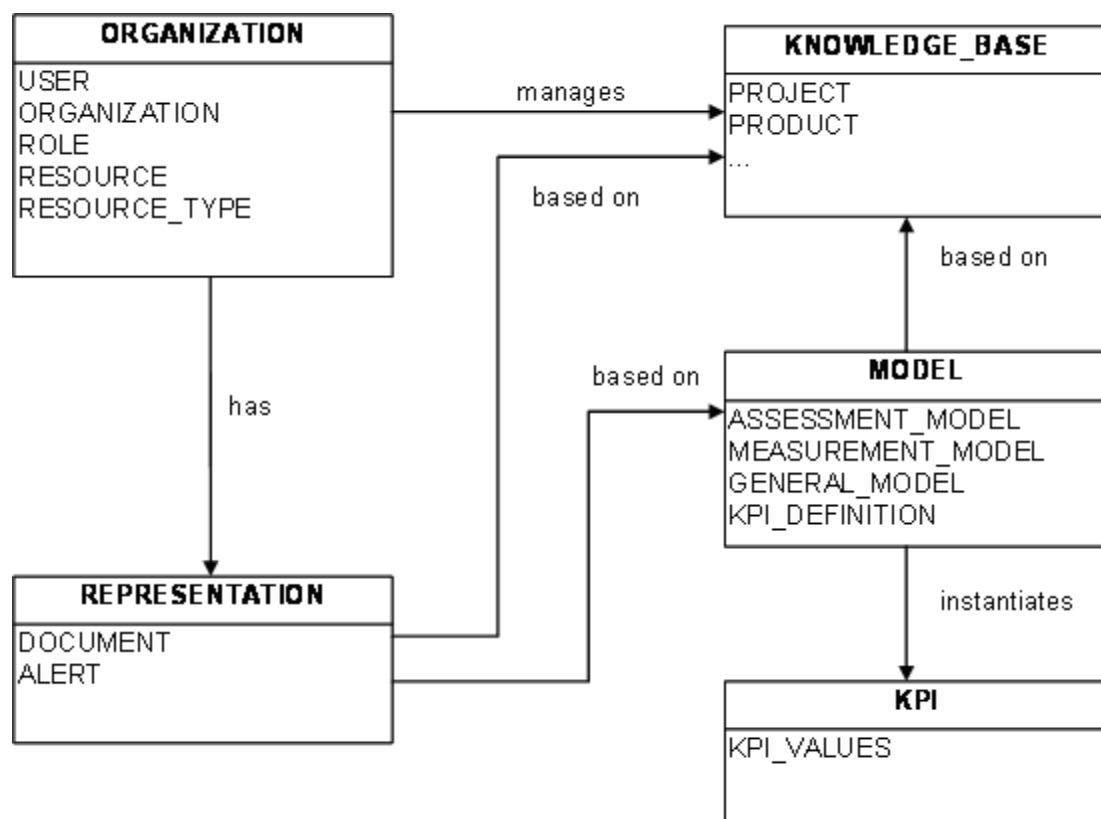 ORGANIZATION
USER
ORGANIZATION
ROLE
RESOURCE
RESOURCE_TYPE
manages
KNOWLEDGE_BASE
PROJECT
PRODUCT
...
based on
based on
has
based on
MODEL
ASSESSMENT_MODEL
MEASUREMENT_MODEL
GENERAL_MODEL
KPI_DEFINITION
REPRESENTATION
DOCUMENT
ALERT
instantiates
KPI
KPI_VALUES